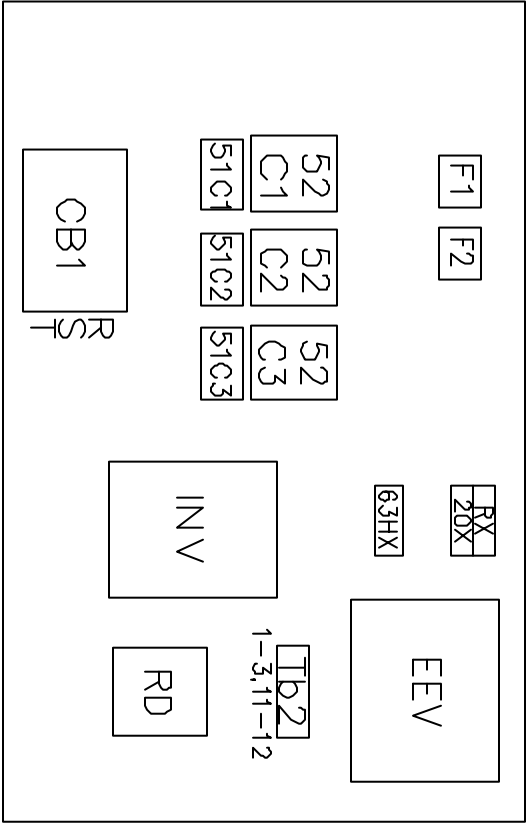 F1
F2
RX
20X
EEV
63HX
52
C1
52
C2
52
C3
Tb2
1-3,11-12
51C1
51C2
51C3
INV
RD
CB1
R
S
T